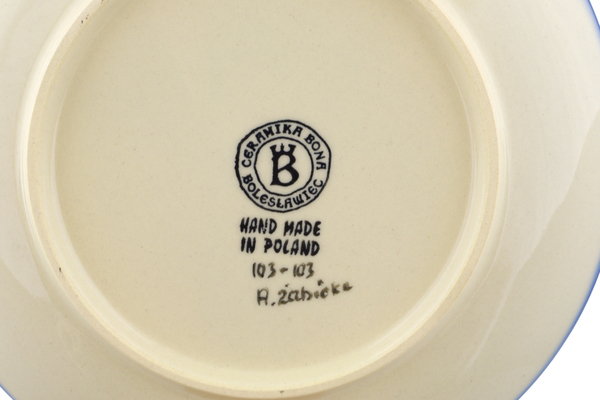 CERAMIKA BONA
B
BOLESŁAWIEC
HAND MADE
IN POLAND
103-103
A. Żabicka